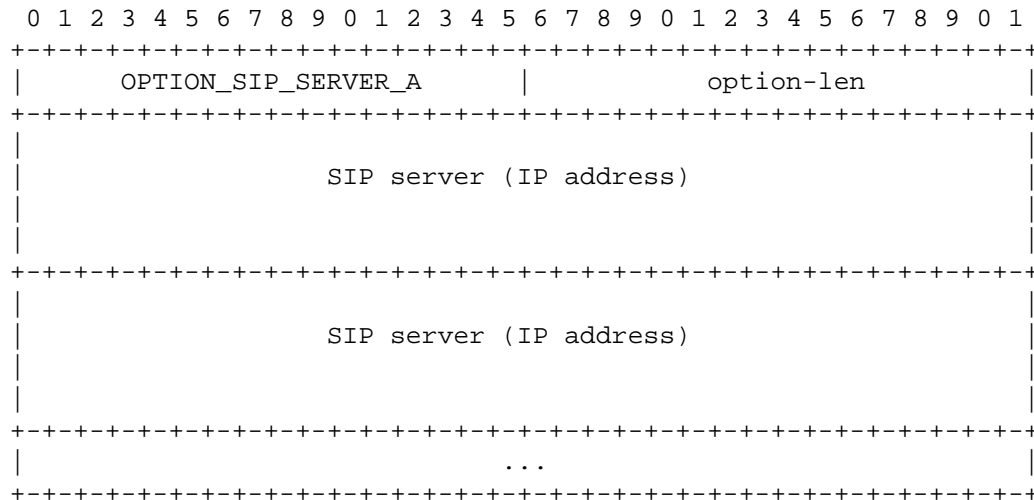 0 1 2 3 4 5 6 7 8 9 0 1 2 3 4 5 6 7 8 9 0 1 2 3 4 5 6 7 8 9 0 1
+-+-+-+-+-+-+-+-+-+-+-+-+-+-+-+-+-+-+-+-+-+-+-+-+-+-+-+-+-+-+-+-+
|      OPTION_SIP_SERVER_A      |           option-len          |
+-+-+-+-+-+-+-+-+-+-+-+-+-+-+-+-+-+-+-+-+-+-+-+-+-+-+-+-+-+-+-+-+
|                                                               |
|                   SIP server (IP address)                     |
|                                                               |
|                                                               |
+-+-+-+-+-+-+-+-+-+-+-+-+-+-+-+-+-+-+-+-+-+-+-+-+-+-+-+-+-+-+-+-+
|                                                               |
|                   SIP server (IP address)                     |
|                                                               |
|                                                               |
+-+-+-+-+-+-+-+-+-+-+-+-+-+-+-+-+-+-+-+-+-+-+-+-+-+-+-+-+-+-+-+-+
|                              ...                              |
+-+-+-+-+-+-+-+-+-+-+-+-+-+-+-+-+-+-+-+-+-+-+-+-+-+-+-+-+-+-+-+-+